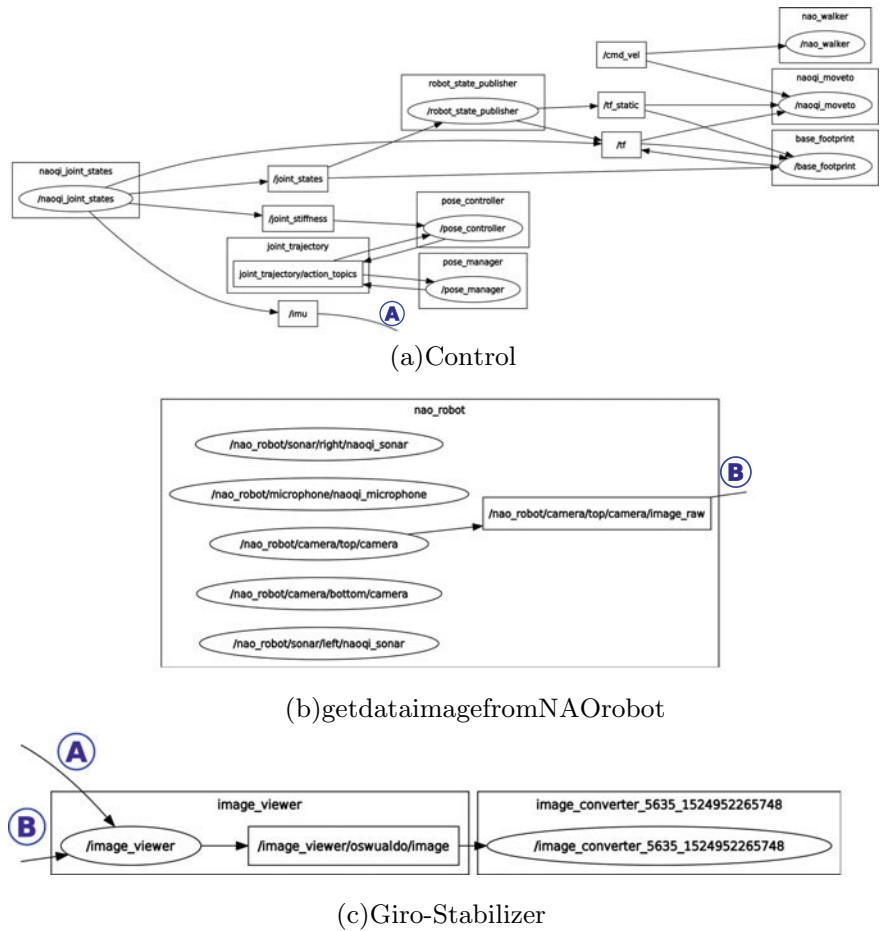 nao_walker
/nao_walker
/cmd_vel
robot_state_publisher
/robot_state_publisher
naoqi_moveto
/naoqi_moveto
/tf_static
/tf
base_footprint
/base_footprint
naoqi_joint_states
/naoqi_joint_states
/joint_states
/joint_stiffness
pose_controller
/pose_controller
joint_trajectory
joint_trajectory/action_topics
pose_manager
/pose_manager
/imu
A
(a)Control
nao_robot
/nao_robot/sonar/right/naoqi_sonar
/nao_robot/microphone/naoqi_microphone
/nao_robot/camera/top/camera
/nao_robot/camera/bottom/camera
/nao_robot/sonar/left/naoqi_sonar
/nao_robot/camera/top/camera/image_raw
B
(b)getdataimagefromNAOrobot
A
B
image_viewer
/image_viewer
/image_viewer/oswualdo/image
image_converter_5635_1524952265748
/image_converter_5635_1524952265748
(c)Giro-Stabilizer